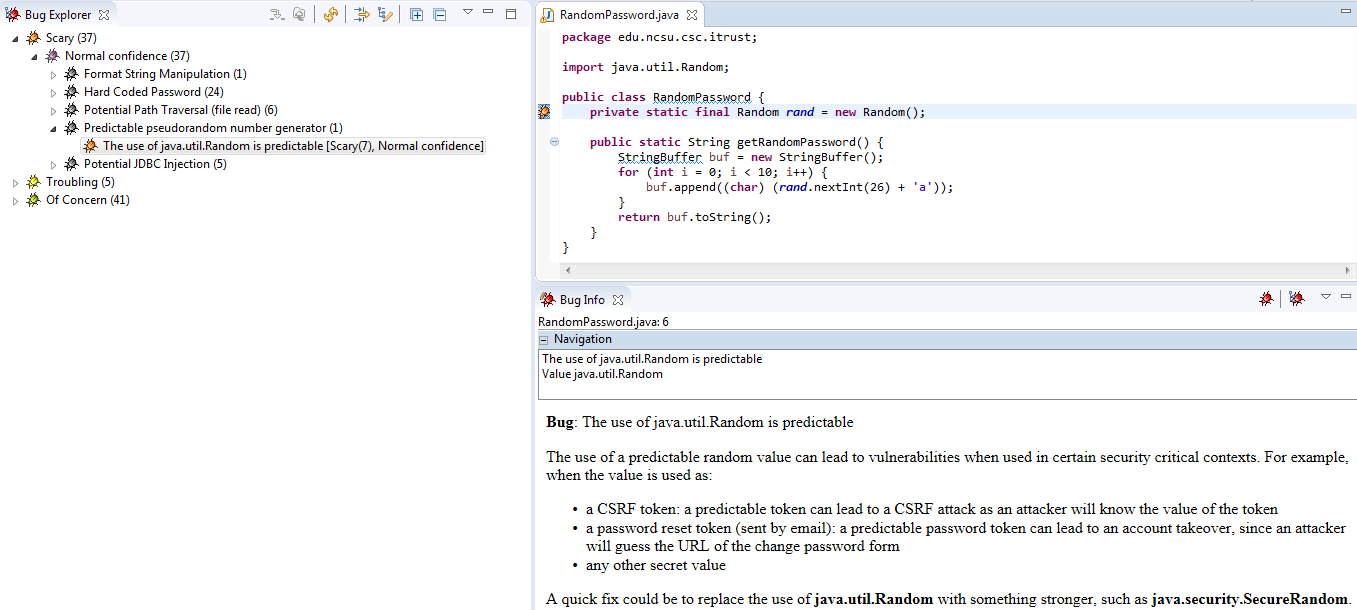 Bug Explorer
Scary (37)
Normal confidence (37)
Format String Manipulation (1)
Hard Coded Password (24)
Potential Path Traversal (file read) (6)
Predictable pseudorandom number generator (1)
The use of java.util.Random is predictable [Scary(7), Normal confidence]
Potential JDBC Injection (5)
Troubling (5)
Of Concern (41)
RandomPassword.java
package edu.ncsu.csc.itrust;
import java.util.Random;
public class RandomPassword {
private static final Random rand = new Random();
public static String getRandomPassword() {
StringBuffer buf = new StringBuffer();
for (int i = 0; i < 10; i++) {
buf.append((char) (rand.nextInt(26) + 'a'));
}
return buf.toString();
}
}
Bug Info
RandomPassword.java: 6
Navigation
The use of java.util.Random is predictable
Value java.util.Random
Bug: The use of java.util.Random is predictable
The use of a predictable random value can lead to vulnerabilities when used in certain security critical contexts. For example,
when the value is used as:
• a CSRF token: a predictable token can lead to a CSRF attack as an attacker will know the value of the token
• a password reset token (sent by email): a predictable password token can lead to an account takeover, since an attacker
will guess the URL of the change password form
• any other secret value
A quick fix could be to replace the use of java.util.Random with something stronger, such as java.security.SecureRandom.